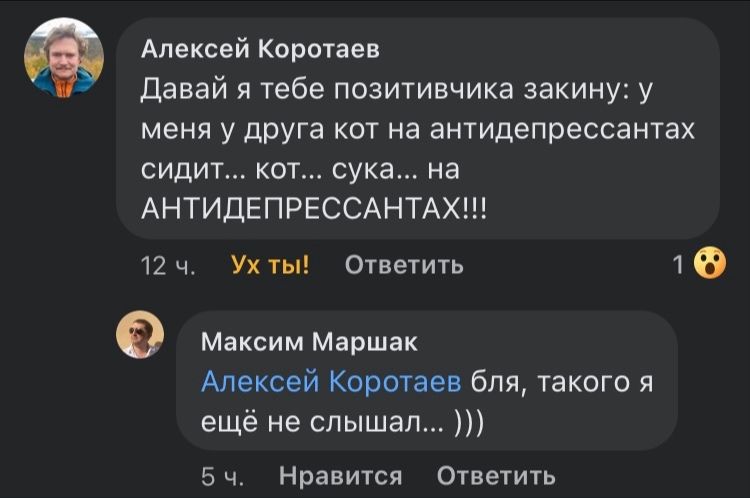 Алексей Коротаев
Давай я тебе позитивчика закину: у
меня у друга кот на антидепрессантах
сидит... кот... сука... на
АНТИДЕПРЕССАНТАХ!!!
12 ч. Ух ты! Ответить 1
Максим Маршак
Алексей Коротаев бля, такого я
ещё не слышал... )))
5 ч. Нравится Ответить